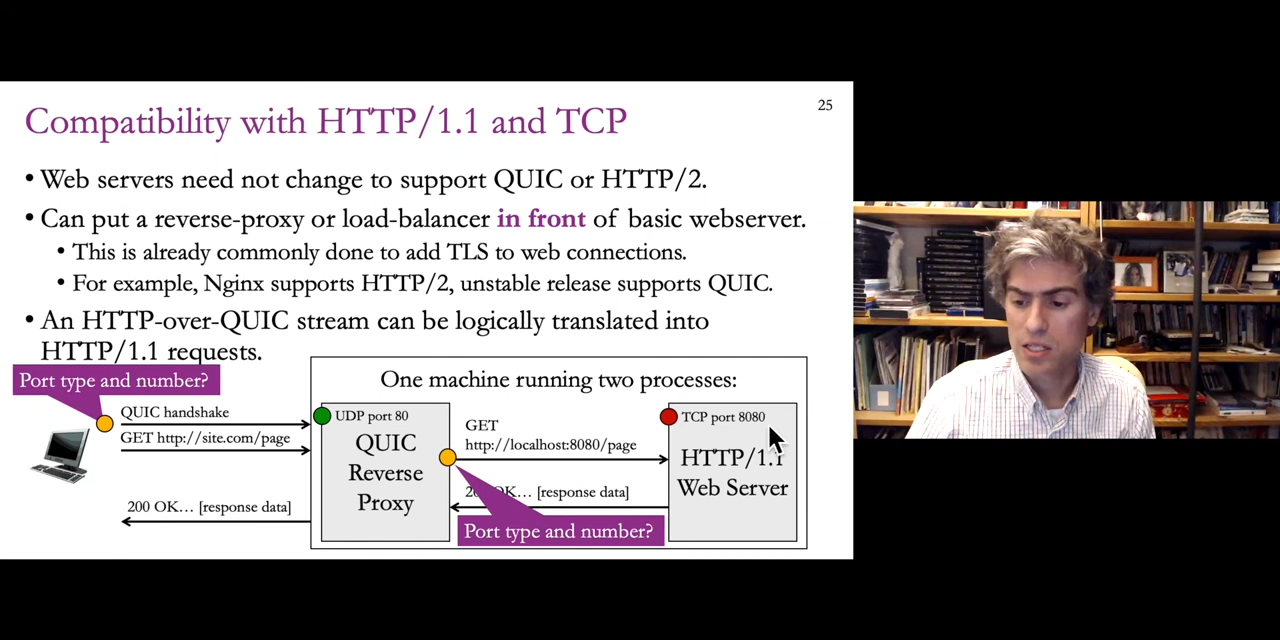 25
Compatibility with HTTP/1.1 and TCP
• Web servers need not change to support QUIC or HTTP/2.
• Can put a reverse-proxy or load-balancer in front of basic webserver.
• This is already commonly done to add TLS to web connections.
• For example, Nginx supports HTTP/2, unstable release supports QUIC.
• An HTTP-over-QUIC stream can be logically translated into
HTTP/1.1 requests.
Port type and number?
One machine running two processes:
QUIC handshake
GET http://site.com/page
200 OK... [response data]
UDP port 80
QUIC
Reverse
Proxy
GET
http://localhost:8080/page
OK... [response data]
Port type and number?
TCP port 8080
HTTP/1.1
Web Server